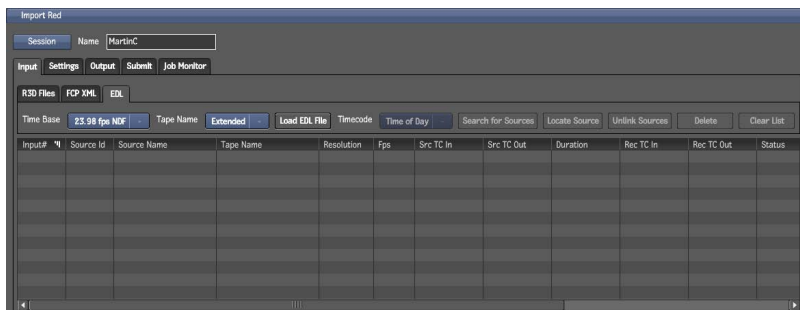 Import Red
Session Name MartinC
Input Settings Output Submit Job Monitor
R3D Files FCP XML EDL
Time Base 23.98 fps NDF Tape Name Extended Load EDL File Timecode Time of Day Search for Sources Locate Source Unlink Sources Delete Clear List
Input# Source Id Source Name Tape Name Resolution Fps Src TC In Src TC Out Duration Rec TC In Rec TC Out Status